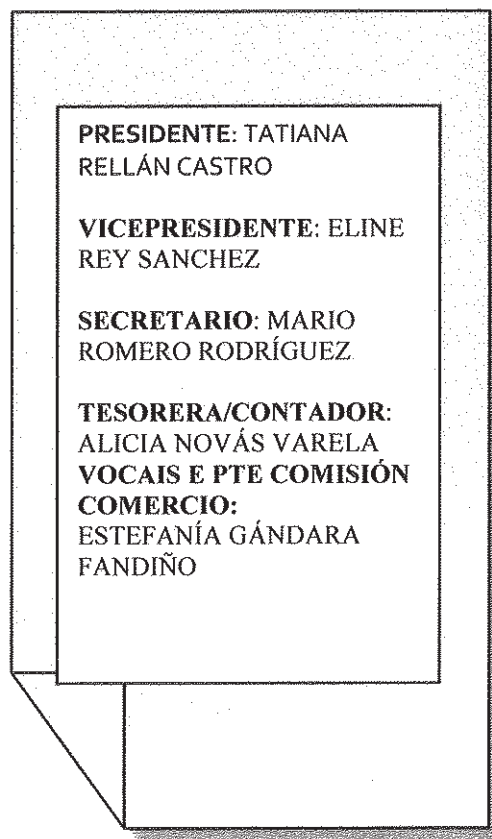 PRESIDENTE: TATIANA
RELLÁN CASTRO
VICEPRESIDENTE: ELINE
REY SANCHEZ
SECRETARIO: MARIO
ROMERO RODRÍGUEZ
TESORERA/CONTADOR:
ALICIA NOVÁS VARELA
VOCAIS E PTE COMISIÓN
COMERCIO:
ESTEFANÍA GÁNDARA
FANDIÑO